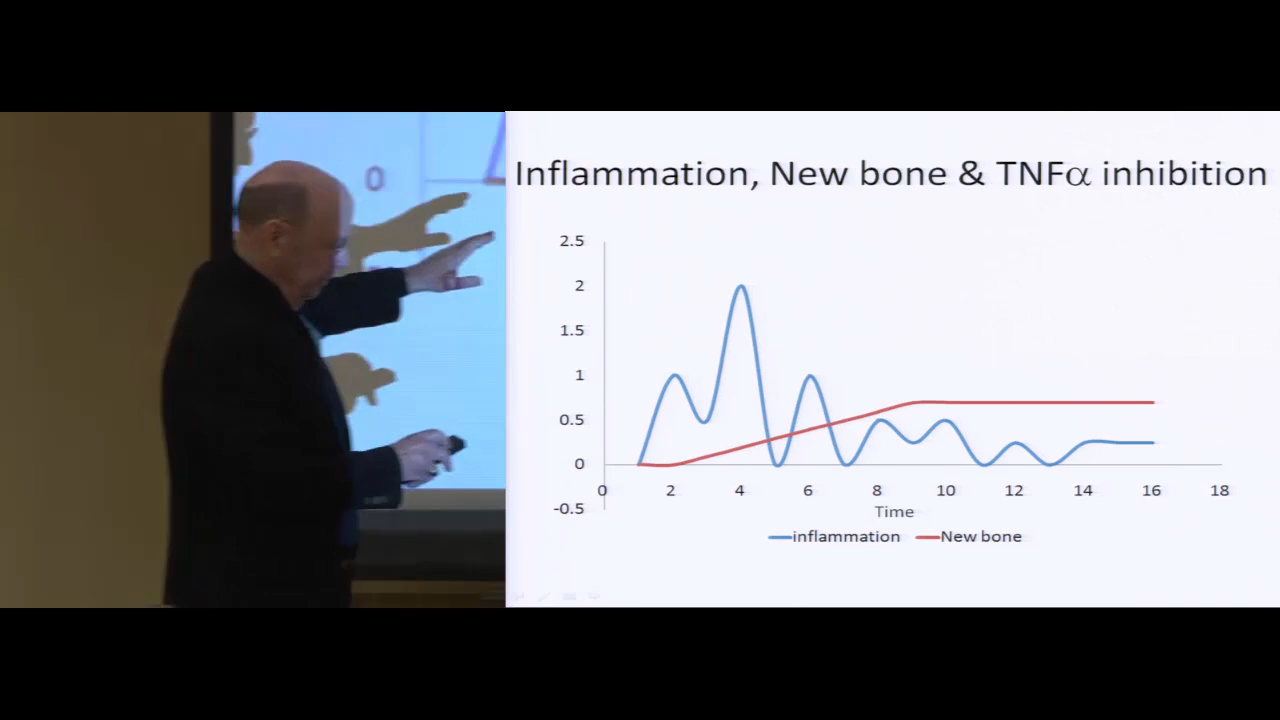 0
Inflammation, New bone & TNFα inhibition
2.5
2
1.5
1
0.5
0
-0.5
0 2 4 6 8 10 12 14 16 18
Time
inflammation New bone